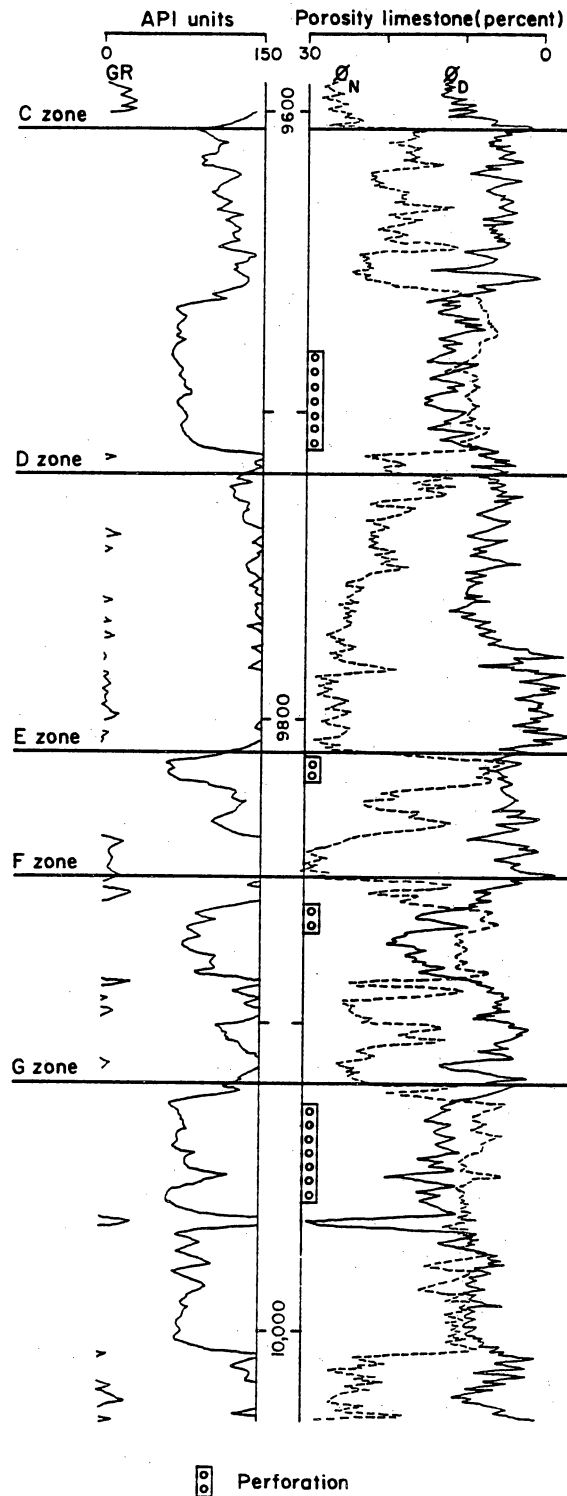 API units
Porosity limestone(percent)
0
150
30
0
GR
ØN
ØD
9600
C zone
D zone
9800
E zone
F zone
G zone
10,000
Perforation